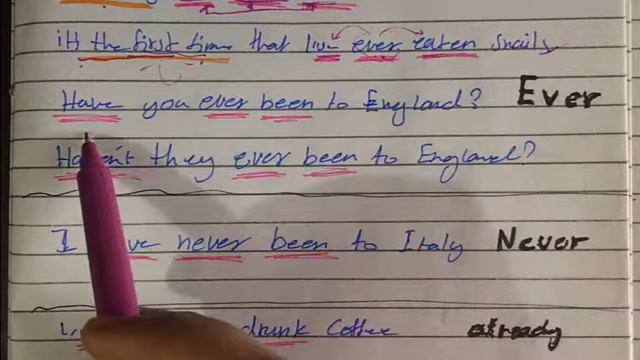 it's the first time that I've ever eaten snails
Have you ever been to England? Ever
Haven't they ever been to England?
I ve never been to Italy Never
drunk Coffee already